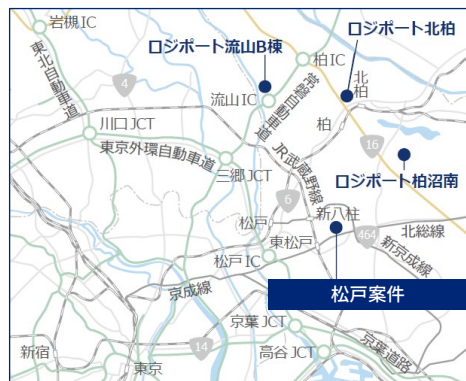 岩槻IC
東北自動車道
4
ロジポート流山B棟
ロジポート北柏
柏IC
流山IC
常磐自動車道
北柏
柏
川口JCT
東京外環自動車道
三郷JCT
JR武蔵野線
16
ロジポート柏沼南
6
松戸
新八柱
東松戸
464
北総線
松戸IC
新京成線
京成線
松戸案件
京葉JCT
14
新宿
東京
高谷JCT
京葉道路